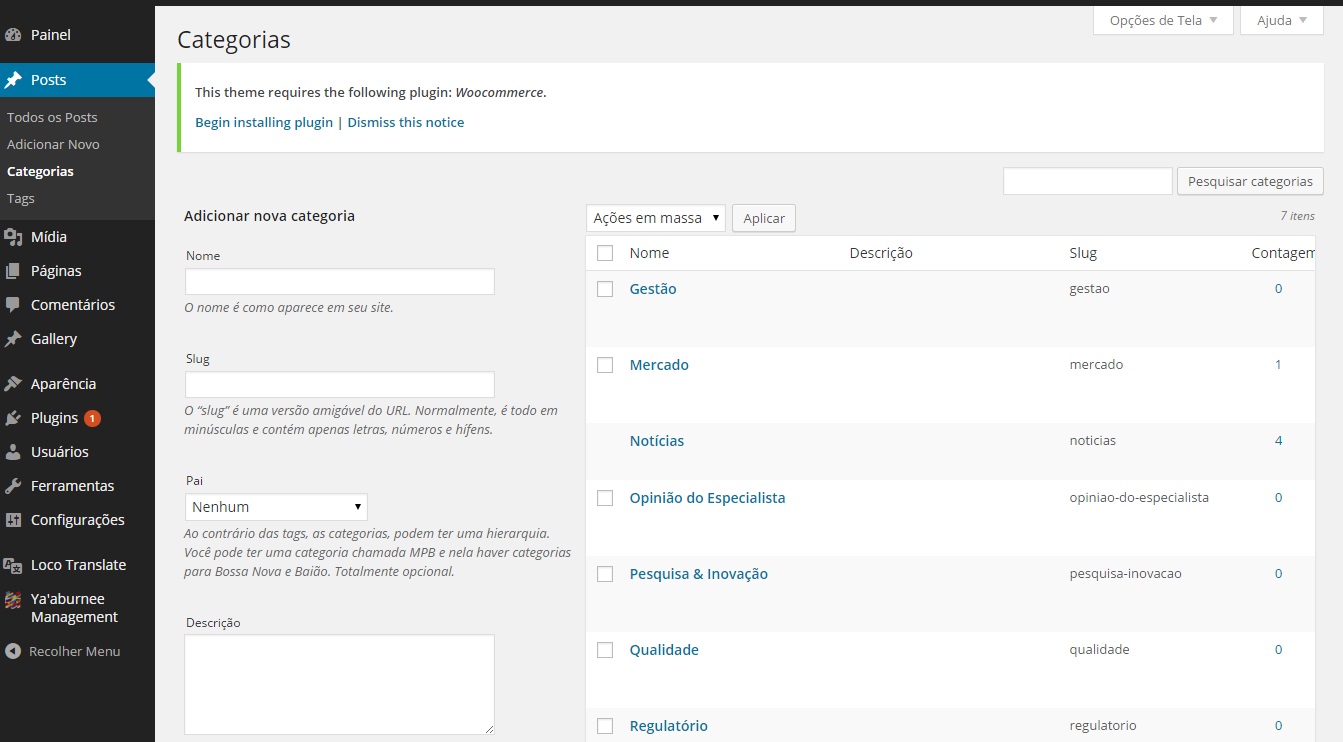 Painel
Posts
Todos os Posts
Adicionar Novo
Categorias
Tags
Mídia
Páginas
Comentários
Gallery
Aparência
Plugins 1
Usuários
Ferramentas
Configurações
Loco Translate
Ya'aburnee
Management
Recolher Menu
Opções de Tela
Ajuda
Categorias
This theme requires the following plugin: Woocommerce.
Begin installing plugin | Dismiss this notice
Pesquisar categorias
Adicionar nova categoria
Nome
O nome é como aparece em seu site.
Slug
O “slug” é uma versão amigável do URL. Normalmente, é todo em
minúsculas e contém apenas letras, números e hífens.
Pai
Nenhum
Ao contrário das tags, as categorias, podem ter uma hierarquia.
Você pode ter uma categoria chamada MPB e nela haver categorias
para Bossa Nova e Baião. Totalmente opcional.
Descrição
Ações em massa
Aplicar
7 itens
Nome Descrição Slug Contagem
Gestão gestao 0
Mercado mercado 1
Notícias noticias 4
Opinião do Especialista opiniao-do-especialista 0
Pesquisa & Inovação pesquisa-inovacao 0
Qualidade qualidade 0
Regulatório regulatorio 0